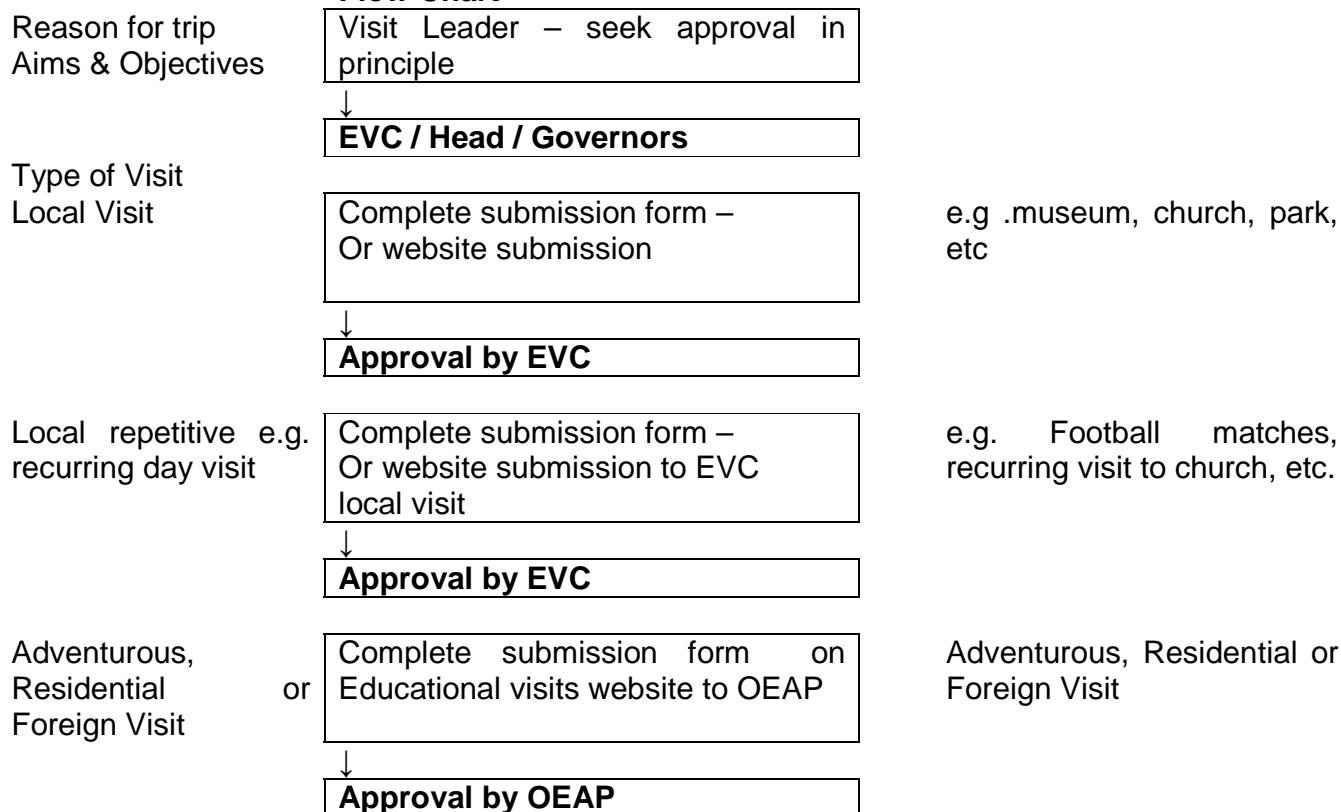 Reason for trip
Aims & Objectives
Visit Leader – seek approval in
principle
↓
EVC / Head / Governors
Type of Visit
Local Visit
Complete submission form –
Or website submission
e.g .museum, church, park,
etc
↓
Approval by EVC
Local repetitive e.g.
recurring day visit
Complete submission form –
Or website submission to EVC
local visit
e.g. Football matches,
recurring visit to church, etc.
↓
Approval by EVC
Adventurous,
Residential or
Foreign Visit
Complete submission form on
Educational visits website to OEAP
Adventurous, Residential or
Foreign Visit
↓
Approval by OEAP